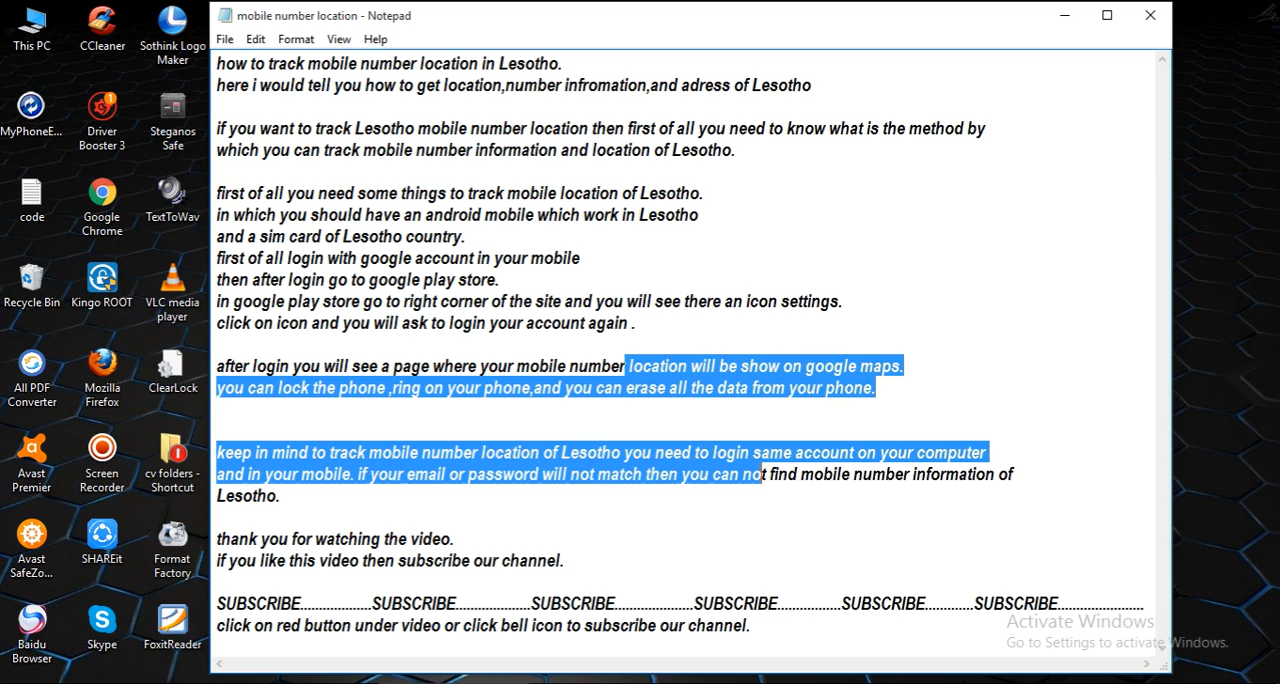 This PC
CCleaner
Sothink Logo
Maker
MyPhoneE...
Driver
Booster 3
Steganos
Safe
code
Google
Chrome
TextToWav
Recycle Bin
Kingo ROOT
VLC media
player
All PDF
Converter
Mozilla
Firefox
ClearLock
Avast
Premier
Screen
Recorder
cv folders -
Shortcut
Avast
SafeZo...
SHAREit
Format
Factory
Baidu
Browser
Skype
FoxitReader
mobile number location - Notepad
File Edit Format View Help
how to track mobile number location in Lesotho.
here i would tell you how to get location,number infromation,and adress of Lesotho
if you want to track Lesotho mobile number location then first of all you need to know what is the method by
which you can track mobile number information and location of Lesotho.
first of all you need some things to track mobile location of Lesotho.
in which you should have an android mobile which work in Lesotho
and a sim card of Lesotho country.
first of all login with google account in your mobile
then after login go to google play store.
in google play store go to right corner of the site and you will see there an icon settings.
click on icon and you will ask to login your account again .
after login you will see a page where your mobile number location will be show on google maps.
you can lock the phone ,ring on your phone,and you can erase all the data from your phone.
keep in mind to track mobile number location of Lesotho you need to login same account on your computer
and in your mobile. if your email or password will not match then you can not find mobile number information of
Lesotho.
thank you for watching the video.
if you like this video then subscribe our channel.
SUBSCRIBE..................SUBSCRIBE...................SUBSCRIBE....................SUBSCRIBE................SUBSCRIBE............SUBSCRIBE......................
click on red button under video or click bell icon to subscribe our channel.
Activate Windows
Go to Settings to activate Windows.